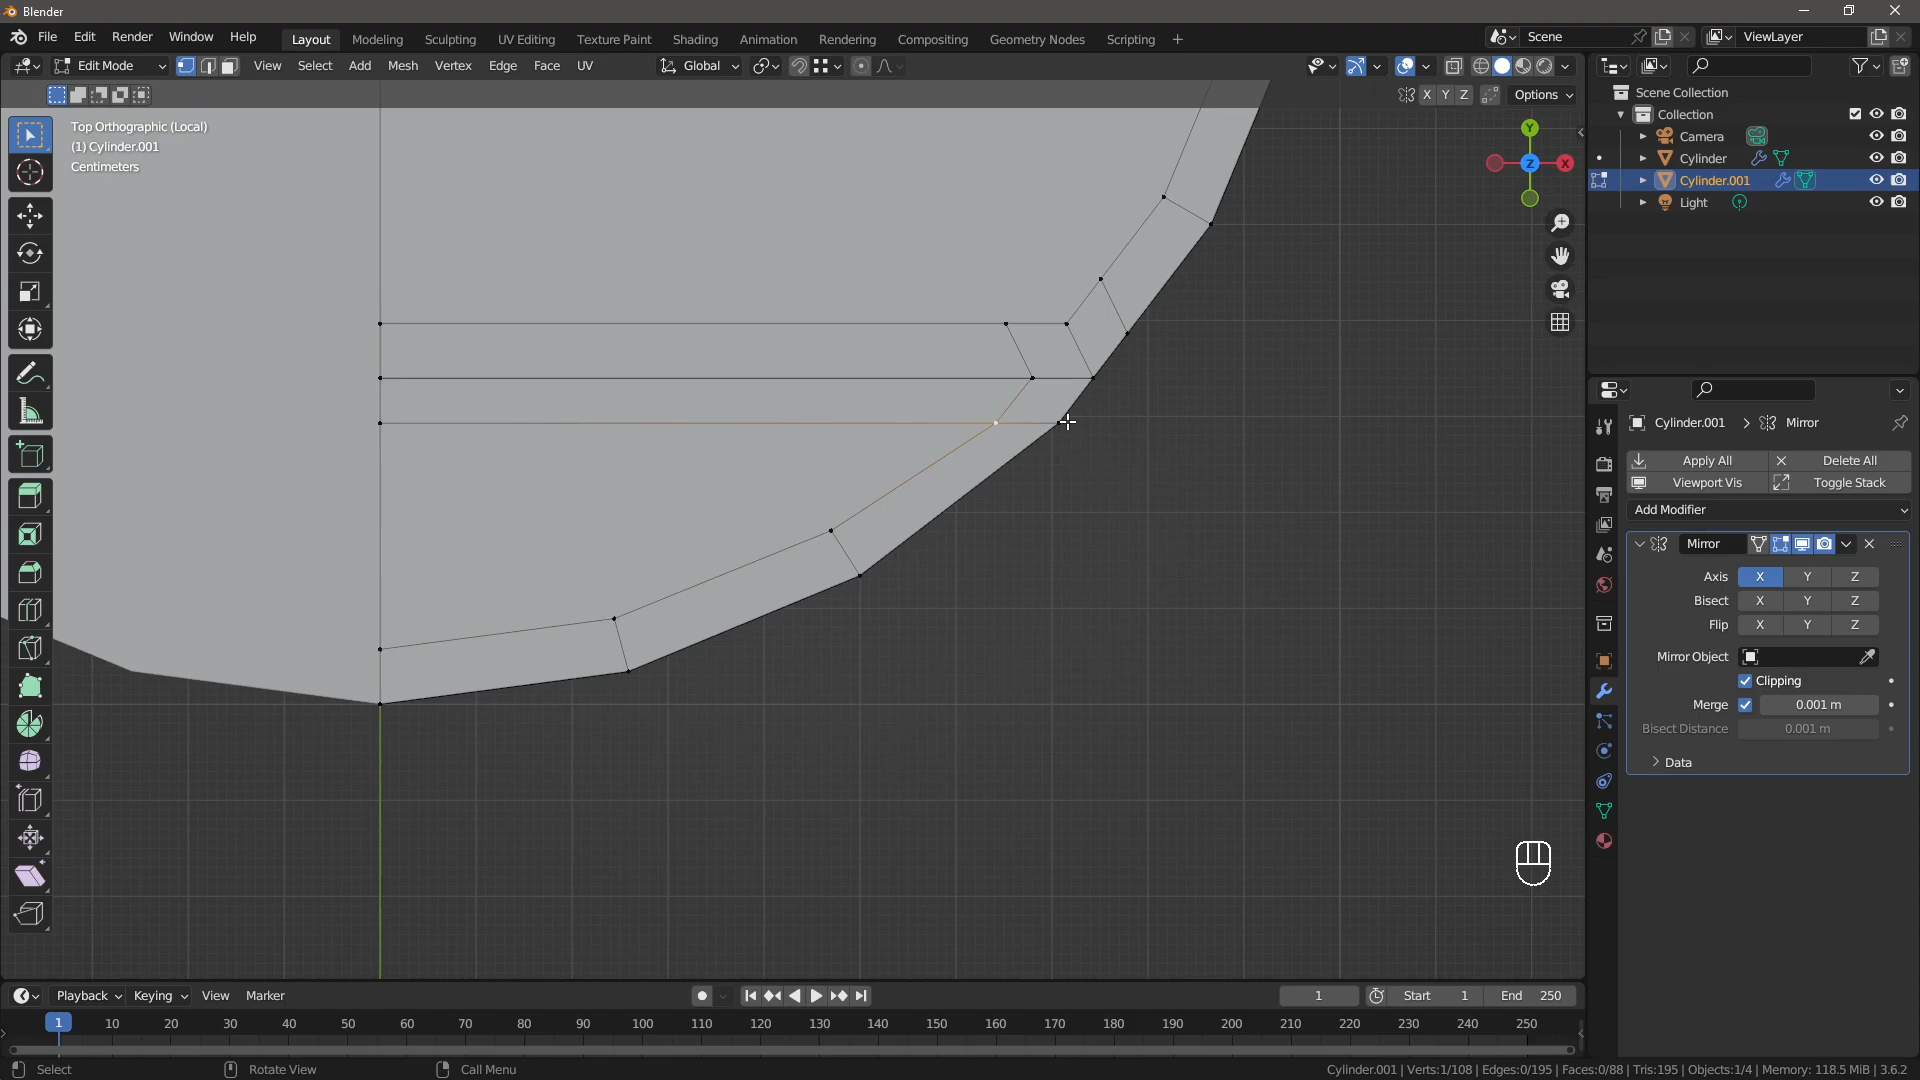 Blender
File Edit Render Window Help
Layout Modeling Sculpting UV Editing Texture Paint Shading Animation Rendering Compositing Geometry Nodes Scripting +
Scene
ViewLayer
Edit Mode View Select Add Mesh Vertex Edge Face UV
Global
X Y Z Options
Top Orthographic (Local)
(1) Cylinder.001
Centimeters
Y
X
Z
Scene Collection
Collection
Camera
Cylinder
Cylinder.001
Light
Cylinder.001 > Mirror
Apply All Delete All
Viewport Vis Toggle Stack
Add Modifier
Mirror
Axis X Y Z
Bisect X Y Z
Flip X Y Z
Mirror Object
Clipping
Merge 0.001 m
Bisect Distance 0.001 m
Data
Playback Keying View Marker
1 Start 1 End 250
1 10 20 30 40 50 60 70 80 90 100 110 120 130 140 150 160 170 180 190 200 210 220 230 240 250
Select Rotate View Call Menu
Cylinder.001 | Verts:1/108 | Edges:0/195 | Faces:0/88 | Tris:195 | Objects:1/4 | Memory: 118.5 MiB | 3.6.2